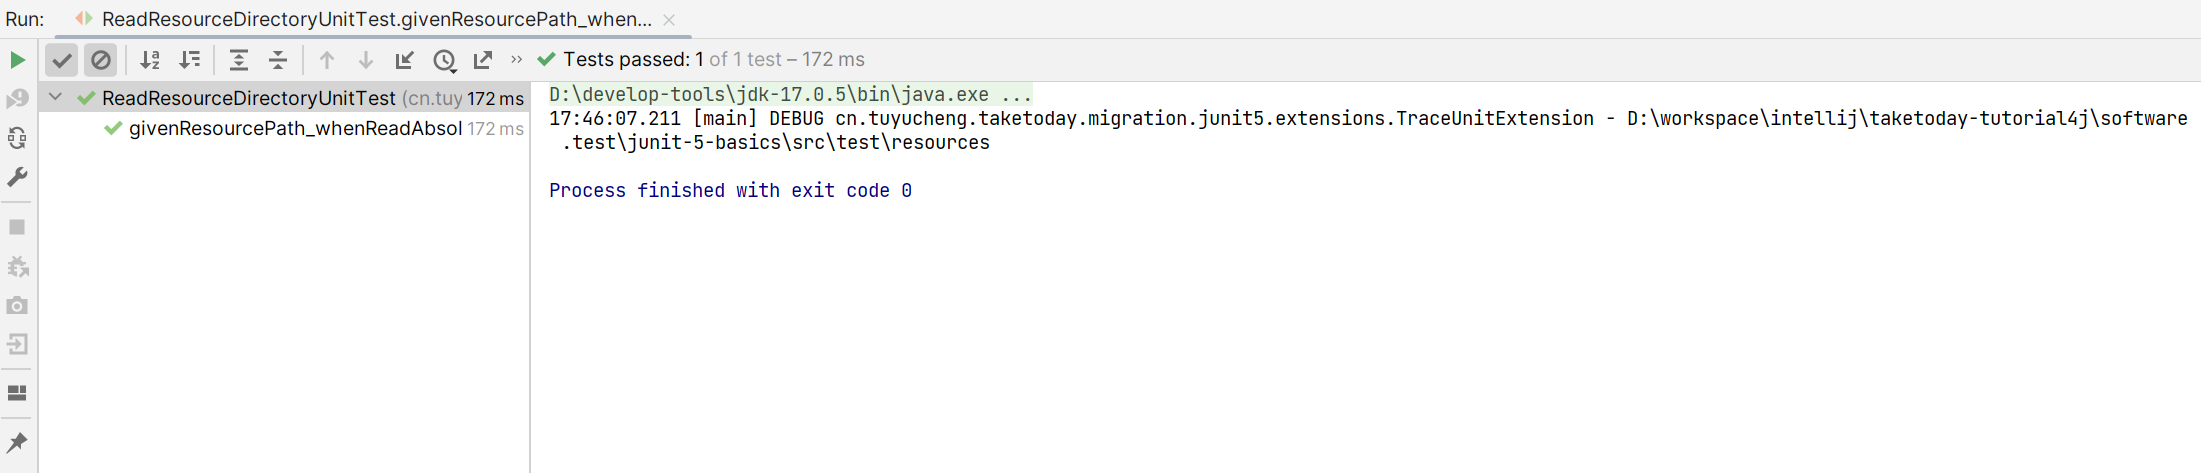 Run: ReadResourceDirectoryUnitTest.givenResourcePath_when...
Tests passed: 1 of 1 test – 172 ms
ReadResourceDirectoryUnitTest (cn.tuy 172 ms
givenResourcePath_whenReadAbsol 172 ms
D:\develop-tools\jdk-17.0.5\bin\java.exe ...
17:46:07.211 [main] DEBUG cn.tuyucheng.taketoday.migration.junit5.extensions.TraceUnitExtension - D:\workspace\intellij\taketoday-tutorial4j\software
.test\junit-5-basics\src\test\resources
Process finished with exit code 0